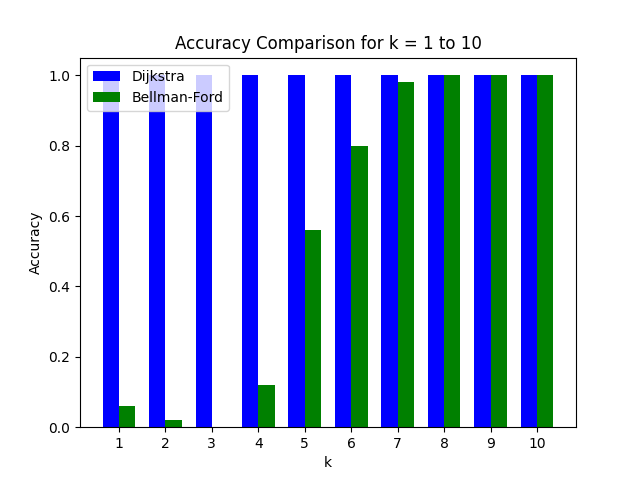 Accuracy Comparison for k = 1 to 10
Dijkstra
Bellman-Ford
1.0
0.8
0.6
0.4
0.2
0.0
Accuracy
1 2 3 4 5 6 7 8 9 10
k